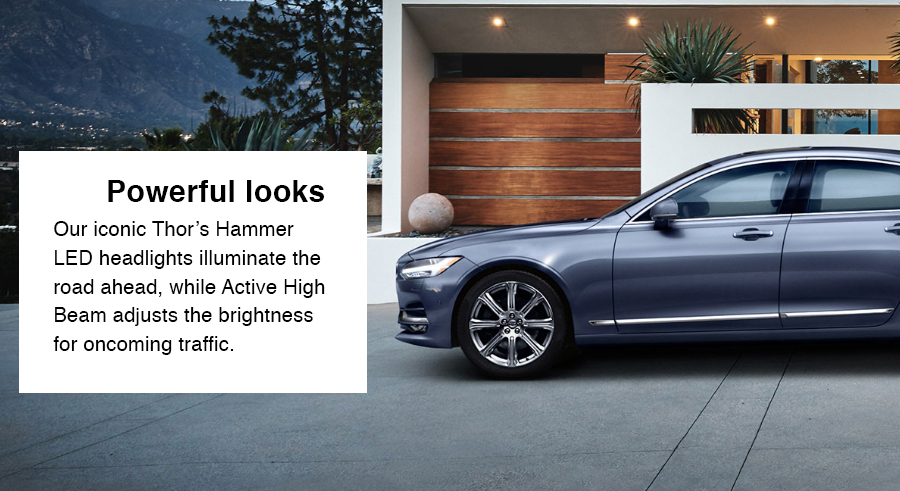 Powerful looks
Our iconic Thor’s Hammer
LED headlights illuminate the
road ahead, while Active High
Beam adjusts the brightness
for oncoming traffic.